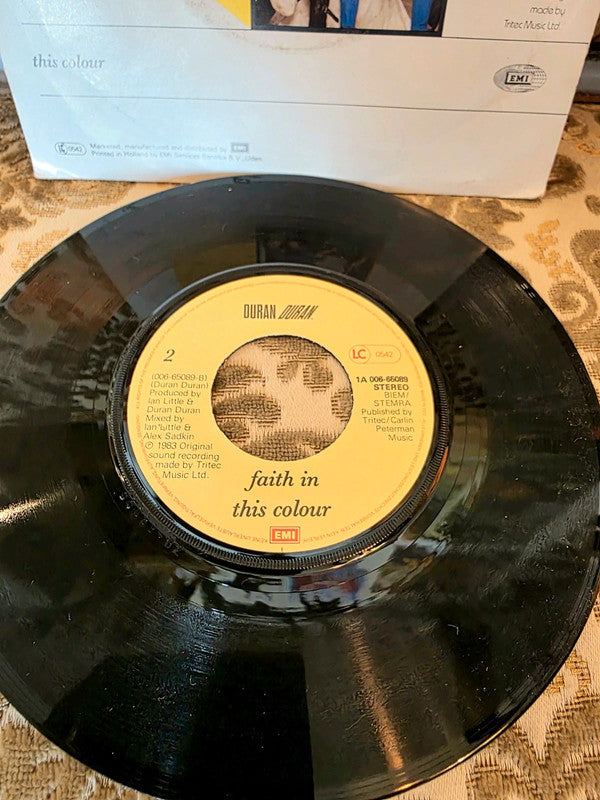 made by
Tritec Music Ltd.
this colour
EMI
LC 0542
Marketed, manufactured and distributed by EMI
Printed in Holland by EMI Services Benelux B.V., Uden
DURAN DURAN.
2
LC 0542
(006-65089-B)
(Duran Duran)
Produced by
Ian Little &
Duran Duran
Mixed by
Ian Little &
Alex Sadkin
℗ 1983 Original
sound recording
made by Tritec
Music Ltd.
1A 006-65089
STEREO
BIEM/
STEMRA
Published by
Tritec/Carlin
Peterman
Music
faith in
this colour
EMI